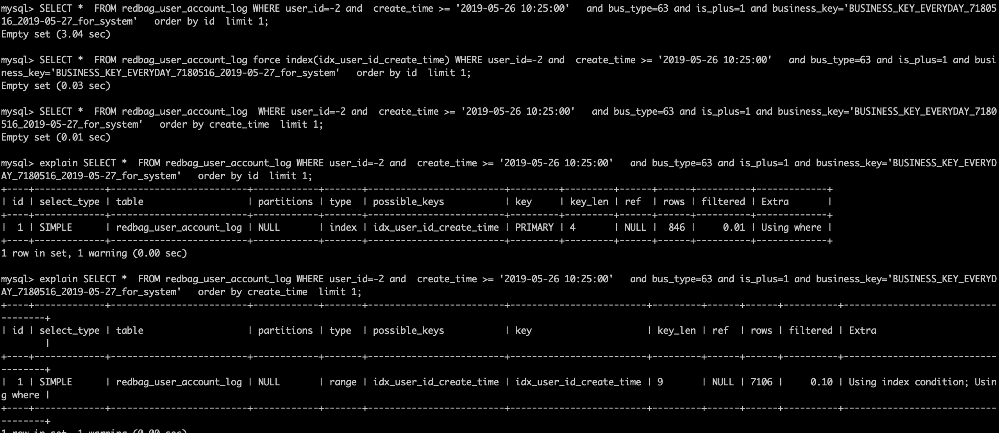 mysql> SELECT *  FROM redbag_user_account_log WHERE user_id=-2 and  create_time >= '2019-05-26 10:25:00'   and bus_type=63 and is_plus=1 and business_key='BUSINESS_KEY_EVERYDAY_71805
16_2019-05-27_for_system'   order by id  limit 1;
Empty set (3.04 sec)
mysql> SELECT *  FROM redbag_user_account_log force index(idx_user_id_create_time) WHERE user_id=-2 and  create_time >= '2019-05-26 10:25:00'   and bus_type=63 and is_plus=1 and busi
ness_key='BUSINESS_KEY_EVERYDAY_7180516_2019-05-27_for_system'   order by id  limit 1;
Empty set (0.03 sec)
mysql> SELECT *  FROM redbag_user_account_log  WHERE user_id=-2 and  create_time >= '2019-05-26 10:25:00'   and bus_type=63 and is_plus=1 and business_key='BUSINESS_KEY_EVERYDAY_7180
516_2019-05-27_for_system'   order by create_time  limit 1;
Empty set (0.01 sec)
mysql> explain SELECT *  FROM redbag_user_account_log WHERE user_id=-2 and  create_time >= '2019-05-26 10:25:00'   and bus_type=63 and is_plus=1 and business_key='BUSINESS_KEY_EVERYD
AY_7180516_2019-05-27_for_system'   order by id  limit 1;
+----+-------------+-------------------------+------------+-------+-------------------------+---------+---------+------+------+----------+-------------+
| id | select_type | table                   | partitions | type  | possible_keys           | key     | key_len | ref  | rows | filtered | Extra       |
+----+-------------+-------------------------+------------+-------+-------------------------+---------+---------+------+------+----------+-------------+
|  1 | SIMPLE      | redbag_user_account_log | NULL       | index | idx_user_id_create_time | PRIMARY | 4       | NULL |  846 |     0.01 | Using where |
+----+-------------+-------------------------+------------+-------+-------------------------+---------+---------+------+------+----------+-------------+
1 row in set, 1 warning (0.00 sec)
mysql> explain SELECT *  FROM redbag_user_account_log WHERE user_id=-2 and  create_time >= '2019-05-26 10:25:00'   and bus_type=63 and is_plus=1 and business_key='BUSINESS_KEY_EVERYD
AY_7180516_2019-05-27_for_system'   order by create_time  limit 1;
+----+-------------+-------------------------+------------+-------+-------------------------+-------------------------+---------+------+------+----------+----------------------------
--------+
| id | select_type | table                   | partitions | type  | possible_keys           | key                     | key_len | ref  | rows | filtered | Extra
        |
+----+-------------+-------------------------+------------+-------+-------------------------+-------------------------+---------+------+------+----------+----------------------------
--------+
|  1 | SIMPLE      | redbag_user_account_log | NULL       | range | idx_user_id_create_time | idx_user_id_create_time | 9       | NULL | 7106 |     0.10 | Using index condition; Usin
g where |
+----+-------------+-------------------------+------------+-------+-------------------------+-------------------------+---------+------+------+----------+----------------------------
--------+
1 row in set, 1 warning (0.00 sec)